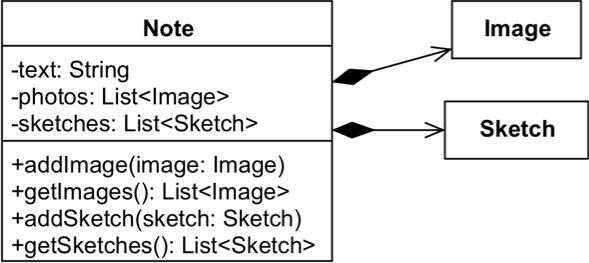 Note
-text: String
-photos: List<Image>
-sketches: List<Sketch>
+addImage(image: Image)
+getImages(): List<Image>
+addSketch(sketch: Sketch)
+getSketches(): List<Sketch>
Image
Sketch